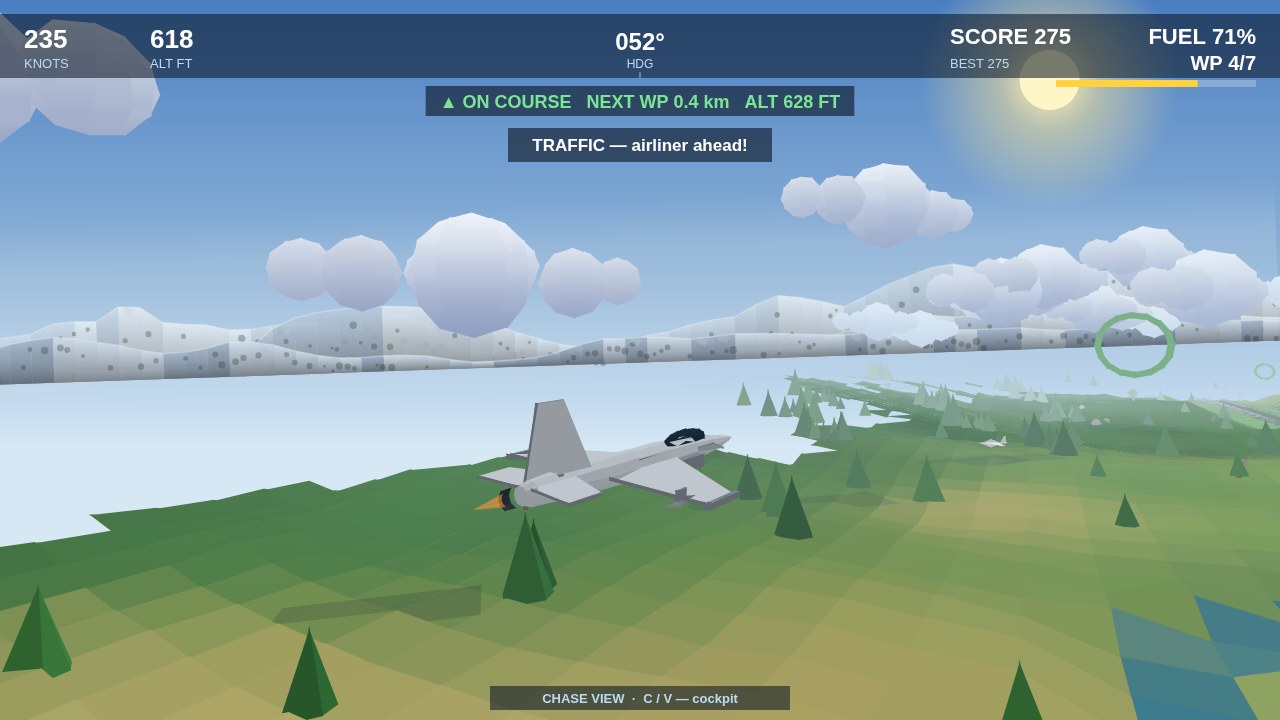 235
KNOTS
618
ALT FT
052°
HDG
SCORE 275
BEST 275
FUEL 71%
WP 4/7
▲ ON COURSE NEXT WP 0.4 km ALT 628 FT
TRAFFIC — airliner ahead!
CHASE VIEW · C / V — cockpit